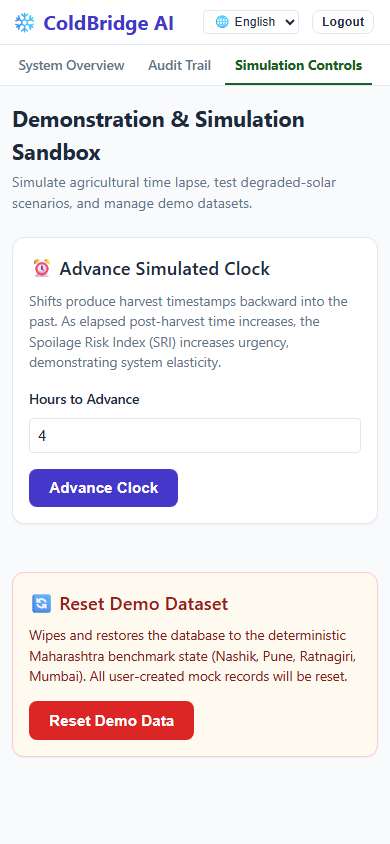 ColdBridge AI
English
Logout
System Overview
Audit Trail
Simulation Controls
Demonstration & Simulation
Sandbox
Simulate agricultural time lapse, test degraded-solar
scenarios, and manage demo datasets.
Advance Simulated Clock
Shifts produce harvest timestamps backward into the
past. As elapsed post-harvest time increases, the
Spoilage Risk Index (SRI) increases urgency,
demonstrating system elasticity.
Hours to Advance
4
Advance Clock
Reset Demo Dataset
Wipes and restores the database to the deterministic
Maharashtra benchmark state (Nashik, Pune, Ratnagiri,
Mumbai). All user-created mock records will be reset.
Reset Demo Data